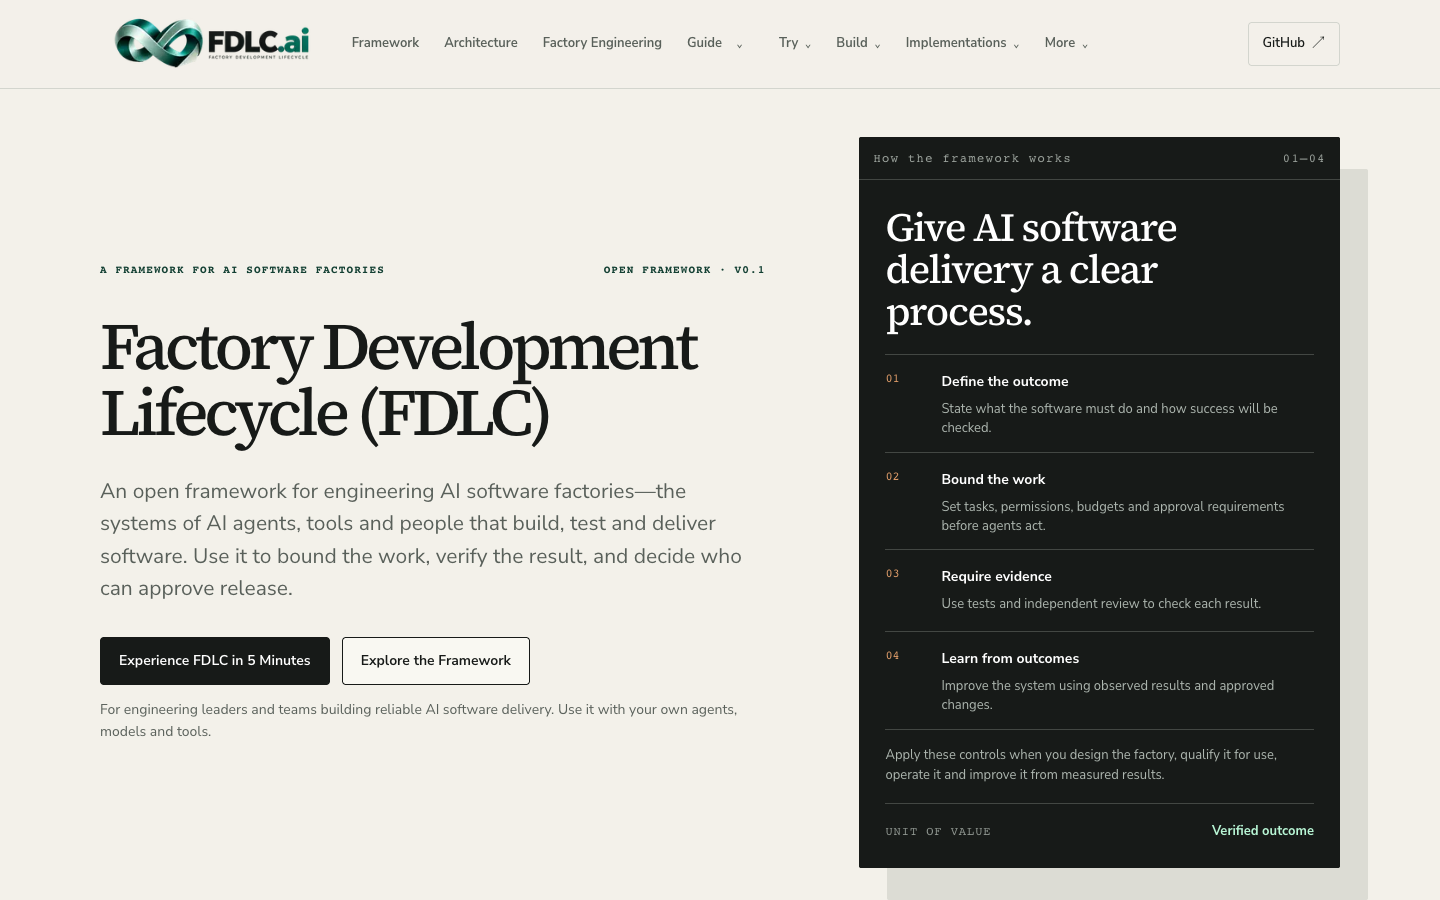 FDLC.ai
FACTORY DEVELOPMENT LIFECYCLE
Framework
Architecture
Factory Engineering
Guide
Try
Build
Implementations
More
GitHub ↗
A FRAMEWORK FOR AI SOFTWARE FACTORIES
OPEN FRAMEWORK · V0.1
Factory Development
Lifecycle (FDLC)
An open framework for engineering AI software factories—the
systems of AI agents, tools and people that build, test and deliver
software. Use it to bound the work, verify the result, and decide who
can approve release.
Experience FDLC in 5 Minutes
Explore the Framework
For engineering leaders and teams building reliable AI software delivery. Use it with your own agents,
models and tools.
How the framework works
01—04
Give AI software
delivery a clear
process.
01
Define the outcome
State what the software must do and how success will be
checked.
02
Bound the work
Set tasks, permissions, budgets and approval requirements
before agents act.
03
Require evidence
Use tests and independent review to check each result.
04
Learn from outcomes
Improve the system using observed results and approved
changes.
Apply these controls when you design the factory, qualify it for use,
operate it and improve it from measured results.
UNIT OF VALUE
Verified outcome